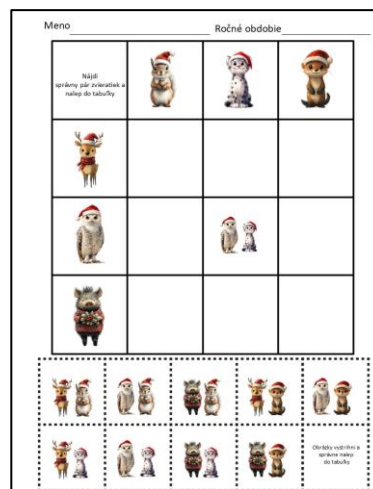 Meno Ročné obdobie
Nájdi
správny pár zvieratiek a
nalep do tabuľky
Obrázky vystrihni a
správne nalep
do tabuľky